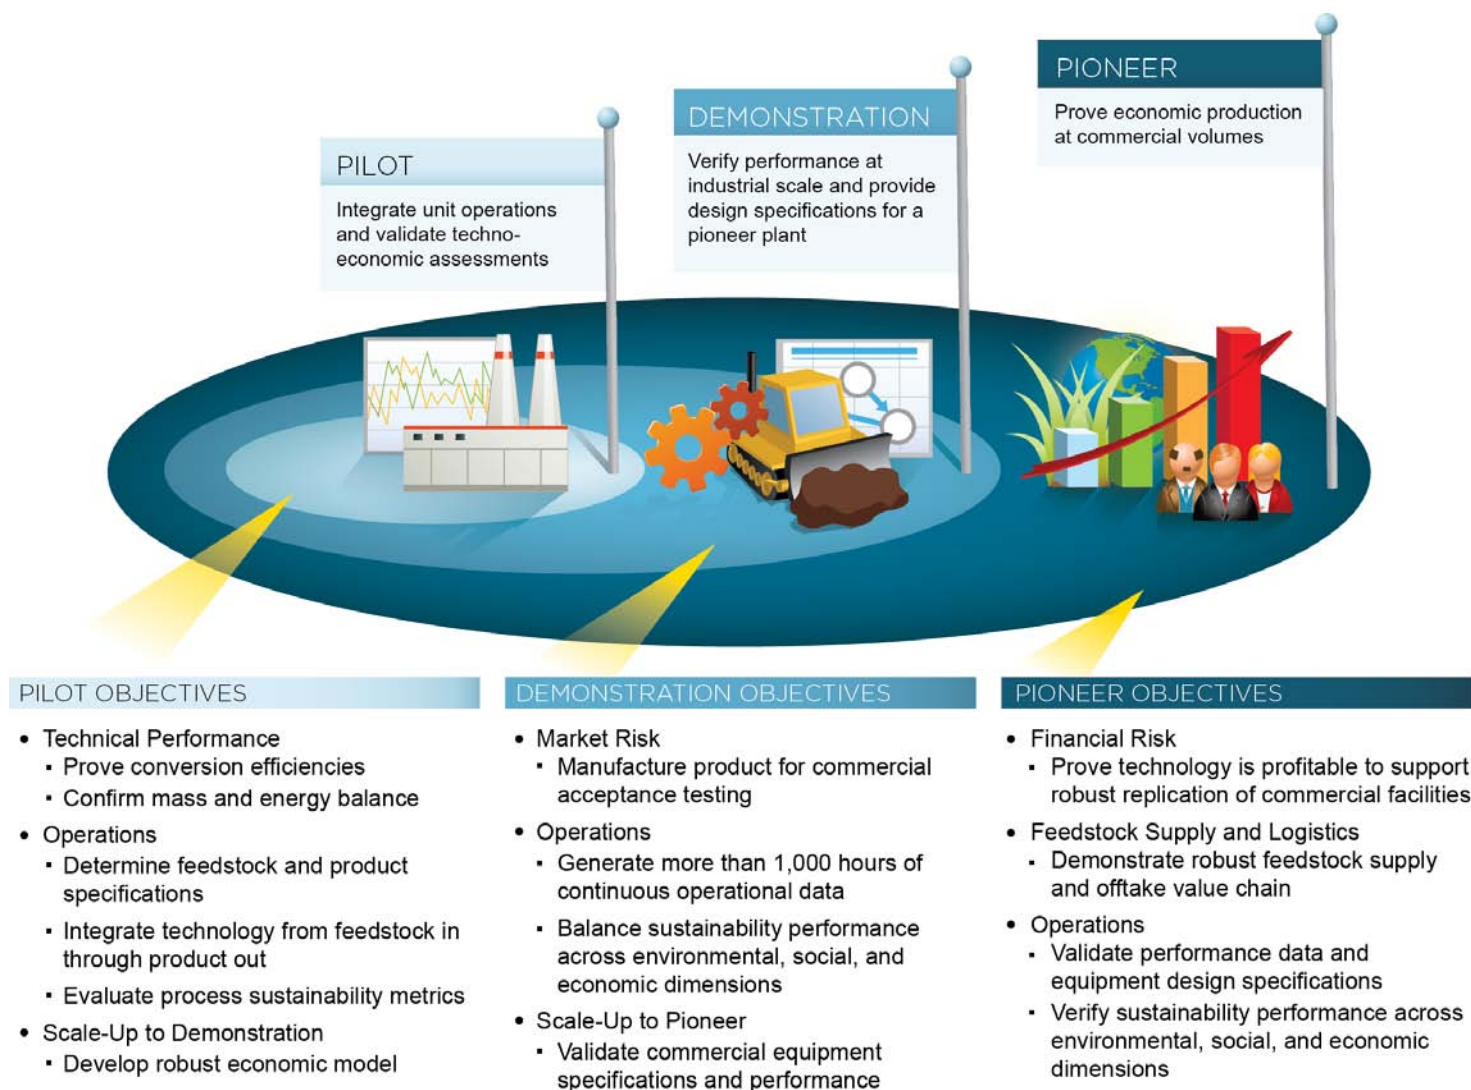 PILOT
Integrate unit operations
and validate techno-
economic assessments
DEMONSTRATION
Verify performance at
industrial scale and provide
design specifications for a
pioneer plant
PIONEER
Prove economic production
at commercial volumes
PILOT OBJECTIVES
• Technical Performance
▪ Prove conversion efficiencies
▪ Confirm mass and energy balance
• Operations
▪ Determine feedstock and product
specifications
▪ Integrate technology from feedstock in
through product out
▪ Evaluate process sustainability metrics
• Scale-Up to Demonstration
▪ Develop robust economic model
DEMONSTRATION OBJECTIVES
• Market Risk
▪ Manufacture product for commercial
acceptance testing
• Operations
▪ Generate more than 1,000 hours of
continuous operational data
▪ Balance sustainability performance
across environmental, social, and
economic dimensions
• Scale-Up to Pioneer
▪ Validate commercial equipment
specifications and performance
PIONEER OBJECTIVES
• Financial Risk
▪ Prove technology is profitable to support
robust replication of commercial facilities
• Feedstock Supply and Logistics
▪ Demonstrate robust feedstock supply
and offtake value chain
• Operations
▪ Validate performance data and
equipment design specifications
▪ Verify sustainability performance across
environmental, social, and economic
dimensions